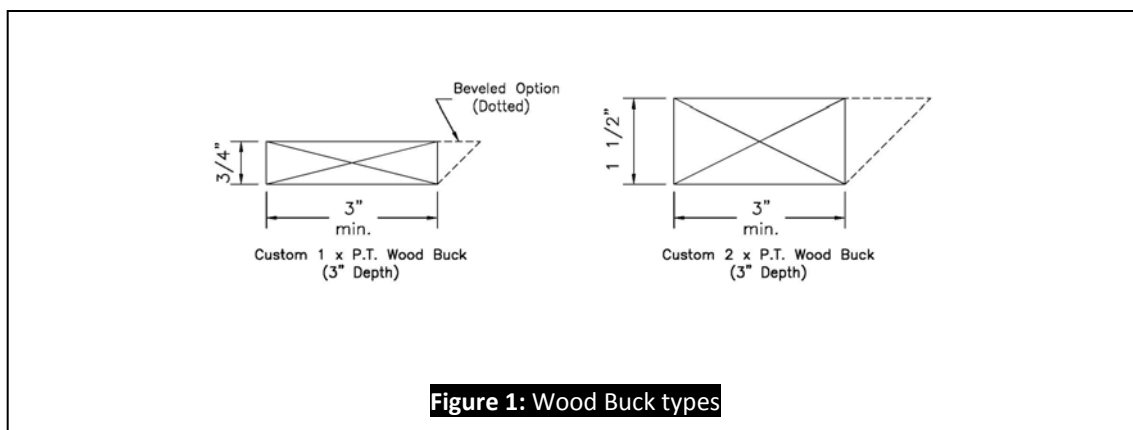 Beveled Option
(Dotted)
3/4"
3"
min.
Custom 1 x P.T. Wood Buck
(3" Depth)
1 1/2"
3"
min.
Custom 2 x P.T. Wood Buck
(3" Depth)
Figure 1: Wood Buck types